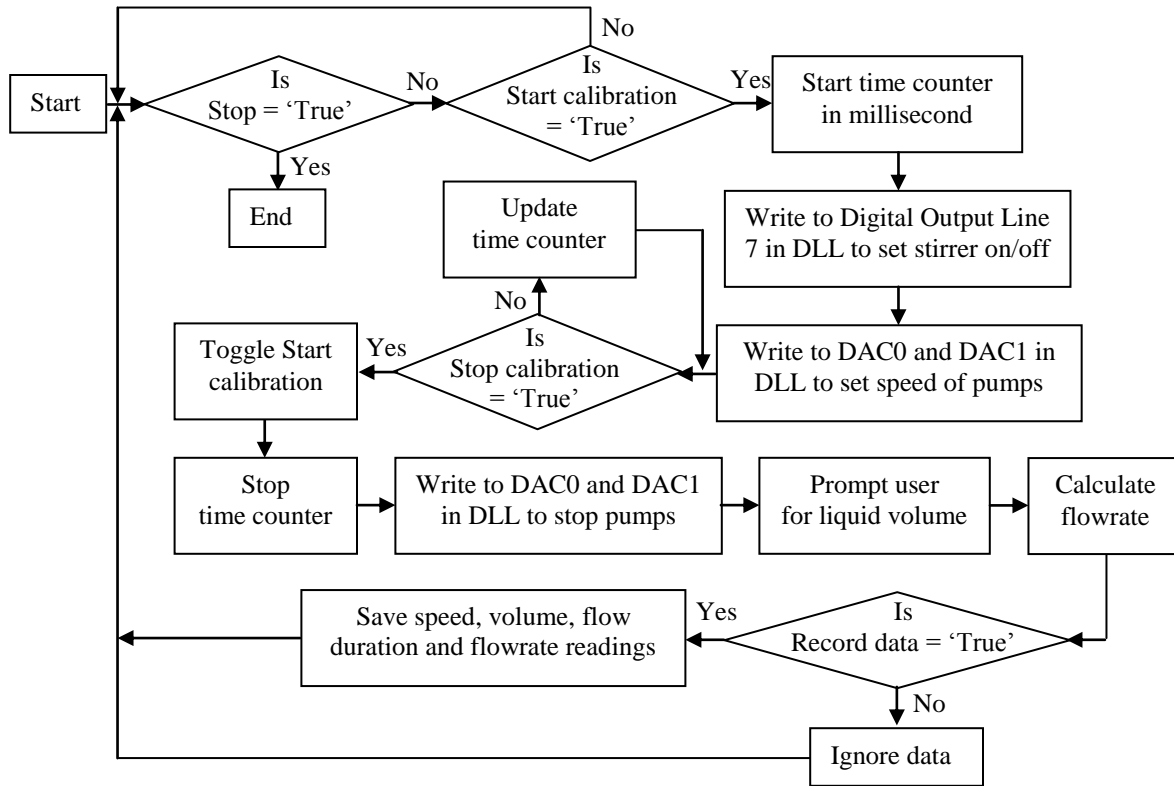 No
Start
Is
Stop = ‘True’
No
Is
Start calibration
= ‘True’
Yes
Start time counter
in millisecond
Yes
End
Update
time counter
Write to Digital Output Line
7 in DLL to set stirrer on/off
No
Toggle Start
calibration
Yes
Is
Stop calibration
= ‘True’
Write to DAC0 and DAC1 in
DLL to set speed of pumps
Stop
time counter
Write to DAC0 and DAC1
in DLL to stop pumps
Prompt user
for liquid volume
Calculate
flowrate
Save speed, volume, flow
duration and flowrate readings
Yes
Is
Record data = ‘True’
No
Ignore data